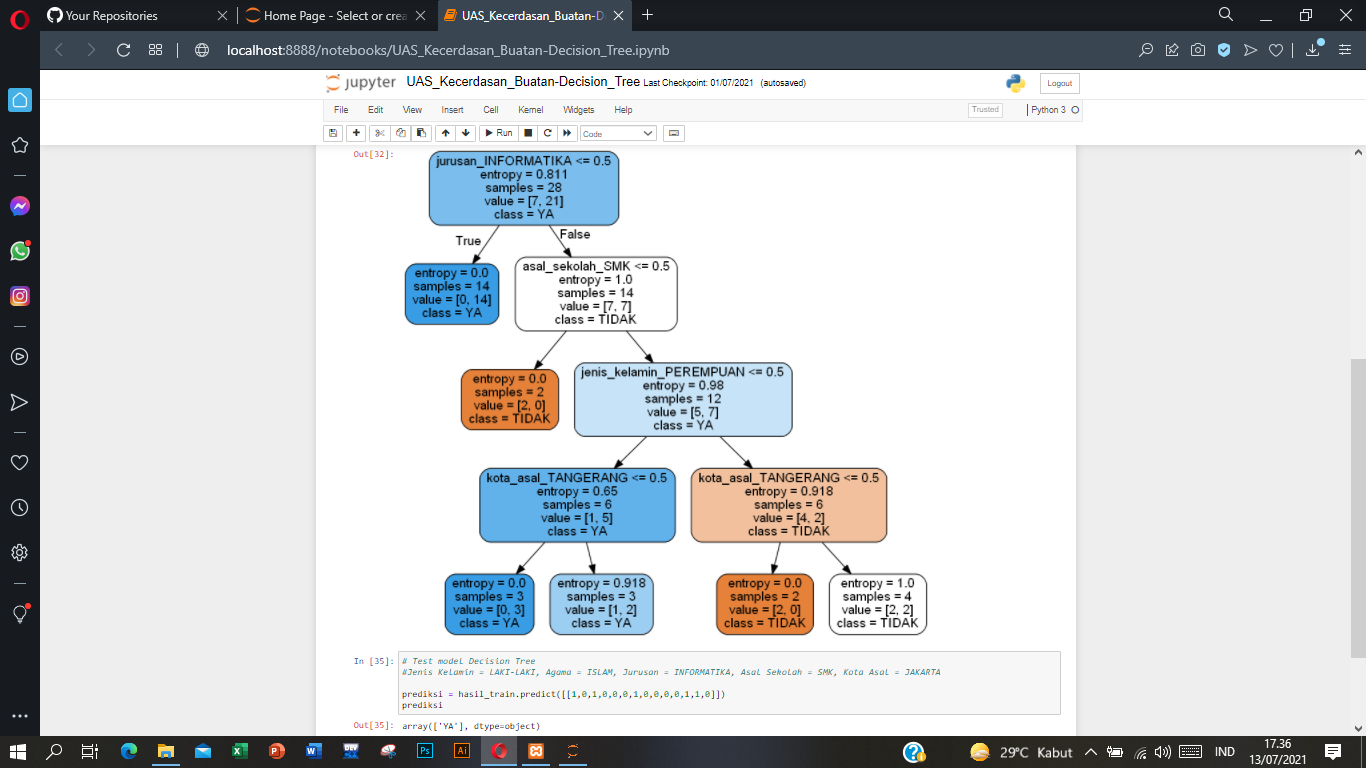 Your Repositories
Home Page - Select or crea
UAS_Kecerdasan_Buatan-D
localhost:8888/notebooks/UAS_Kecerdasan_Buatan-Decision_Tree.ipynb
jupyter UAS_Kecerdasan_Buatan-Decision_Tree Last Checkpoint: 01/07/2021 (autosaved)
Logout
File Edit View Insert Cell Kernel Widgets Help
Trusted
Python 3
Run
Code
Out[32]:
jurusan_INFORMATIKA <= 0.5
entropy = 0.811
samples = 28
value = [7, 21]
class = YA
True
False
entropy = 0.0
samples = 14
value = [0, 14]
class = YA
asal_sekolah_SMK <= 0.5
entropy = 1.0
samples = 14
value = [7, 7]
class = TIDAK
entropy = 0.0
samples = 2
value = [2, 0]
class = TIDAK
jenis_kelamin_PEREMPUAN <= 0.5
entropy = 0.98
samples = 12
value = [5, 7]
class = YA
kota_asal_TANGERANG <= 0.5
entropy = 0.65
samples = 6
value = [1, 5]
class = YA
kota_asal_TANGERANG <= 0.5
entropy = 0.918
samples = 6
value = [4, 2]
class = TIDAK
entropy = 0.0
samples = 3
value = [0, 3]
class = YA
entropy = 0.918
samples = 3
value = [1, 2]
class = YA
entropy = 0.0
samples = 2
value = [2, 0]
class = TIDAK
entropy = 1.0
samples = 4
value = [2, 2]
class = TIDAK
In [35]:
# Test model Decision Tree
#Jenis Kelamin = LAKI-LAKI, Agama = ISLAM, Jurusan = INFORMATIKA, Asal Sekolah = SMK, Kota Asal = JAKARTA
prediksi = hasil_train.predict([[1,0,1,0,0,0,1,0,0,0,0,1,1,0]])
prediksi
Out[35]: array(['YA'], dtype=object)
29°C Kabut
IND
17.36
13/07/2021